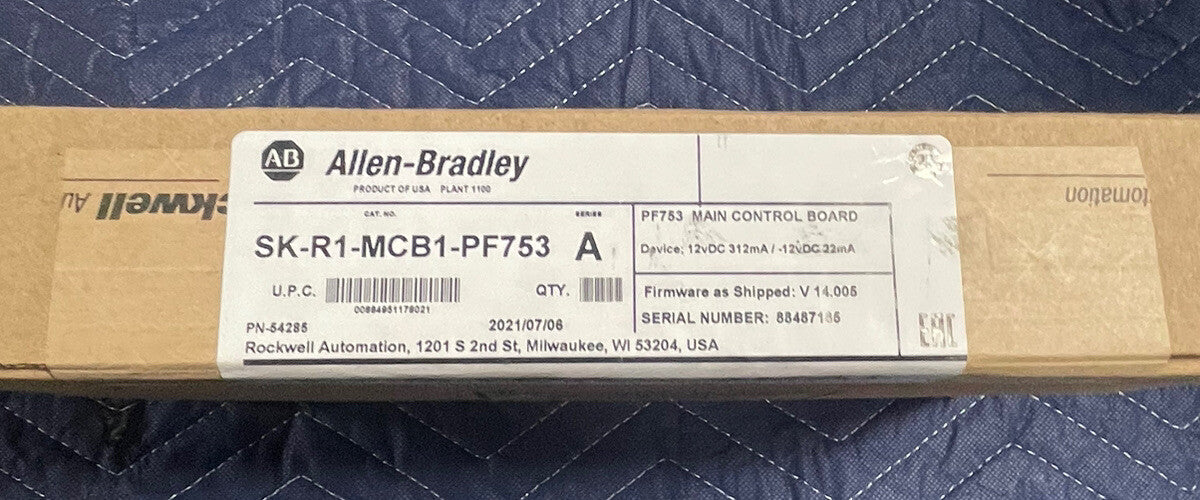 AB Allen-Bradley
PRODUCT OF USA PLANT 1100
CAT. NO.
SERIES
SK-R1-MCB1-PF753 A
U.P.C.
QTY.
PN-54285
2021/07/06
Rockwell Automation, 1201 S 2nd St, Milwaukee, WI 53204, USA
PF753 MAIN CONTROL BOARD
Device; 12vDC 312mA / -12vDC 22mA
Firmware as Shipped: V 14.005
SERIAL NUMBER: 88487185
EAC
ockwell Au
tomation